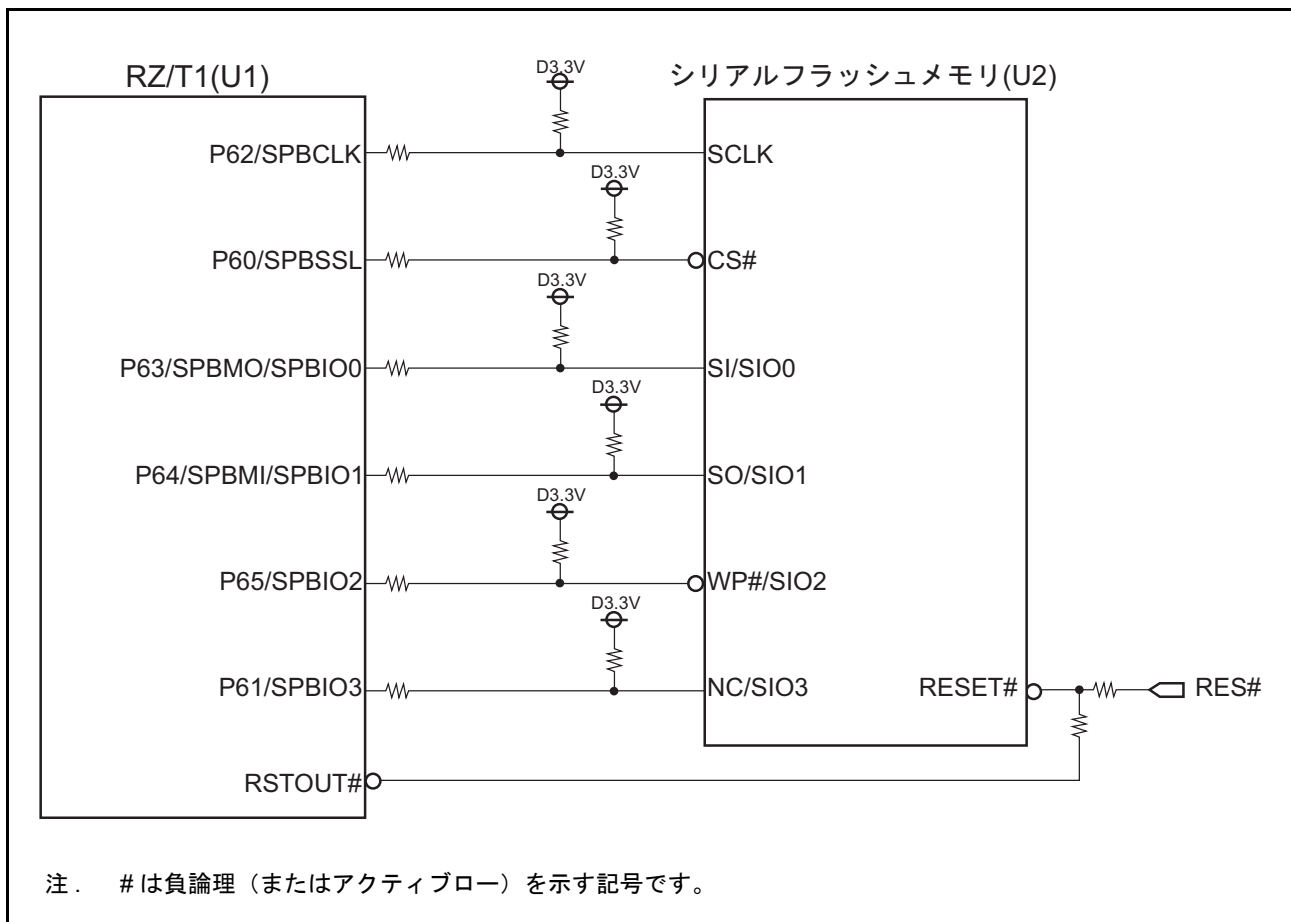 RZ/T1(U1)
D3.3V
シリアルフラッシュメモリ(U2)
P62/SPBCLK
SCLK
D3.3V
P60/SPBSSL
CS#
D3.3V
P63/SPBMO/SPBIO0
SI/SIO0
D3.3V
P64/SPBMI/SPBIO1
SO/SIO1
D3.3V
P65/SPBIO2
WP#/SIO2
D3.3V
P61/SPBIO3
NC/SIO3
RESET#
RES#
RSTOUT#
注． #は負論理（またはアクティブロー）を示す記号です。